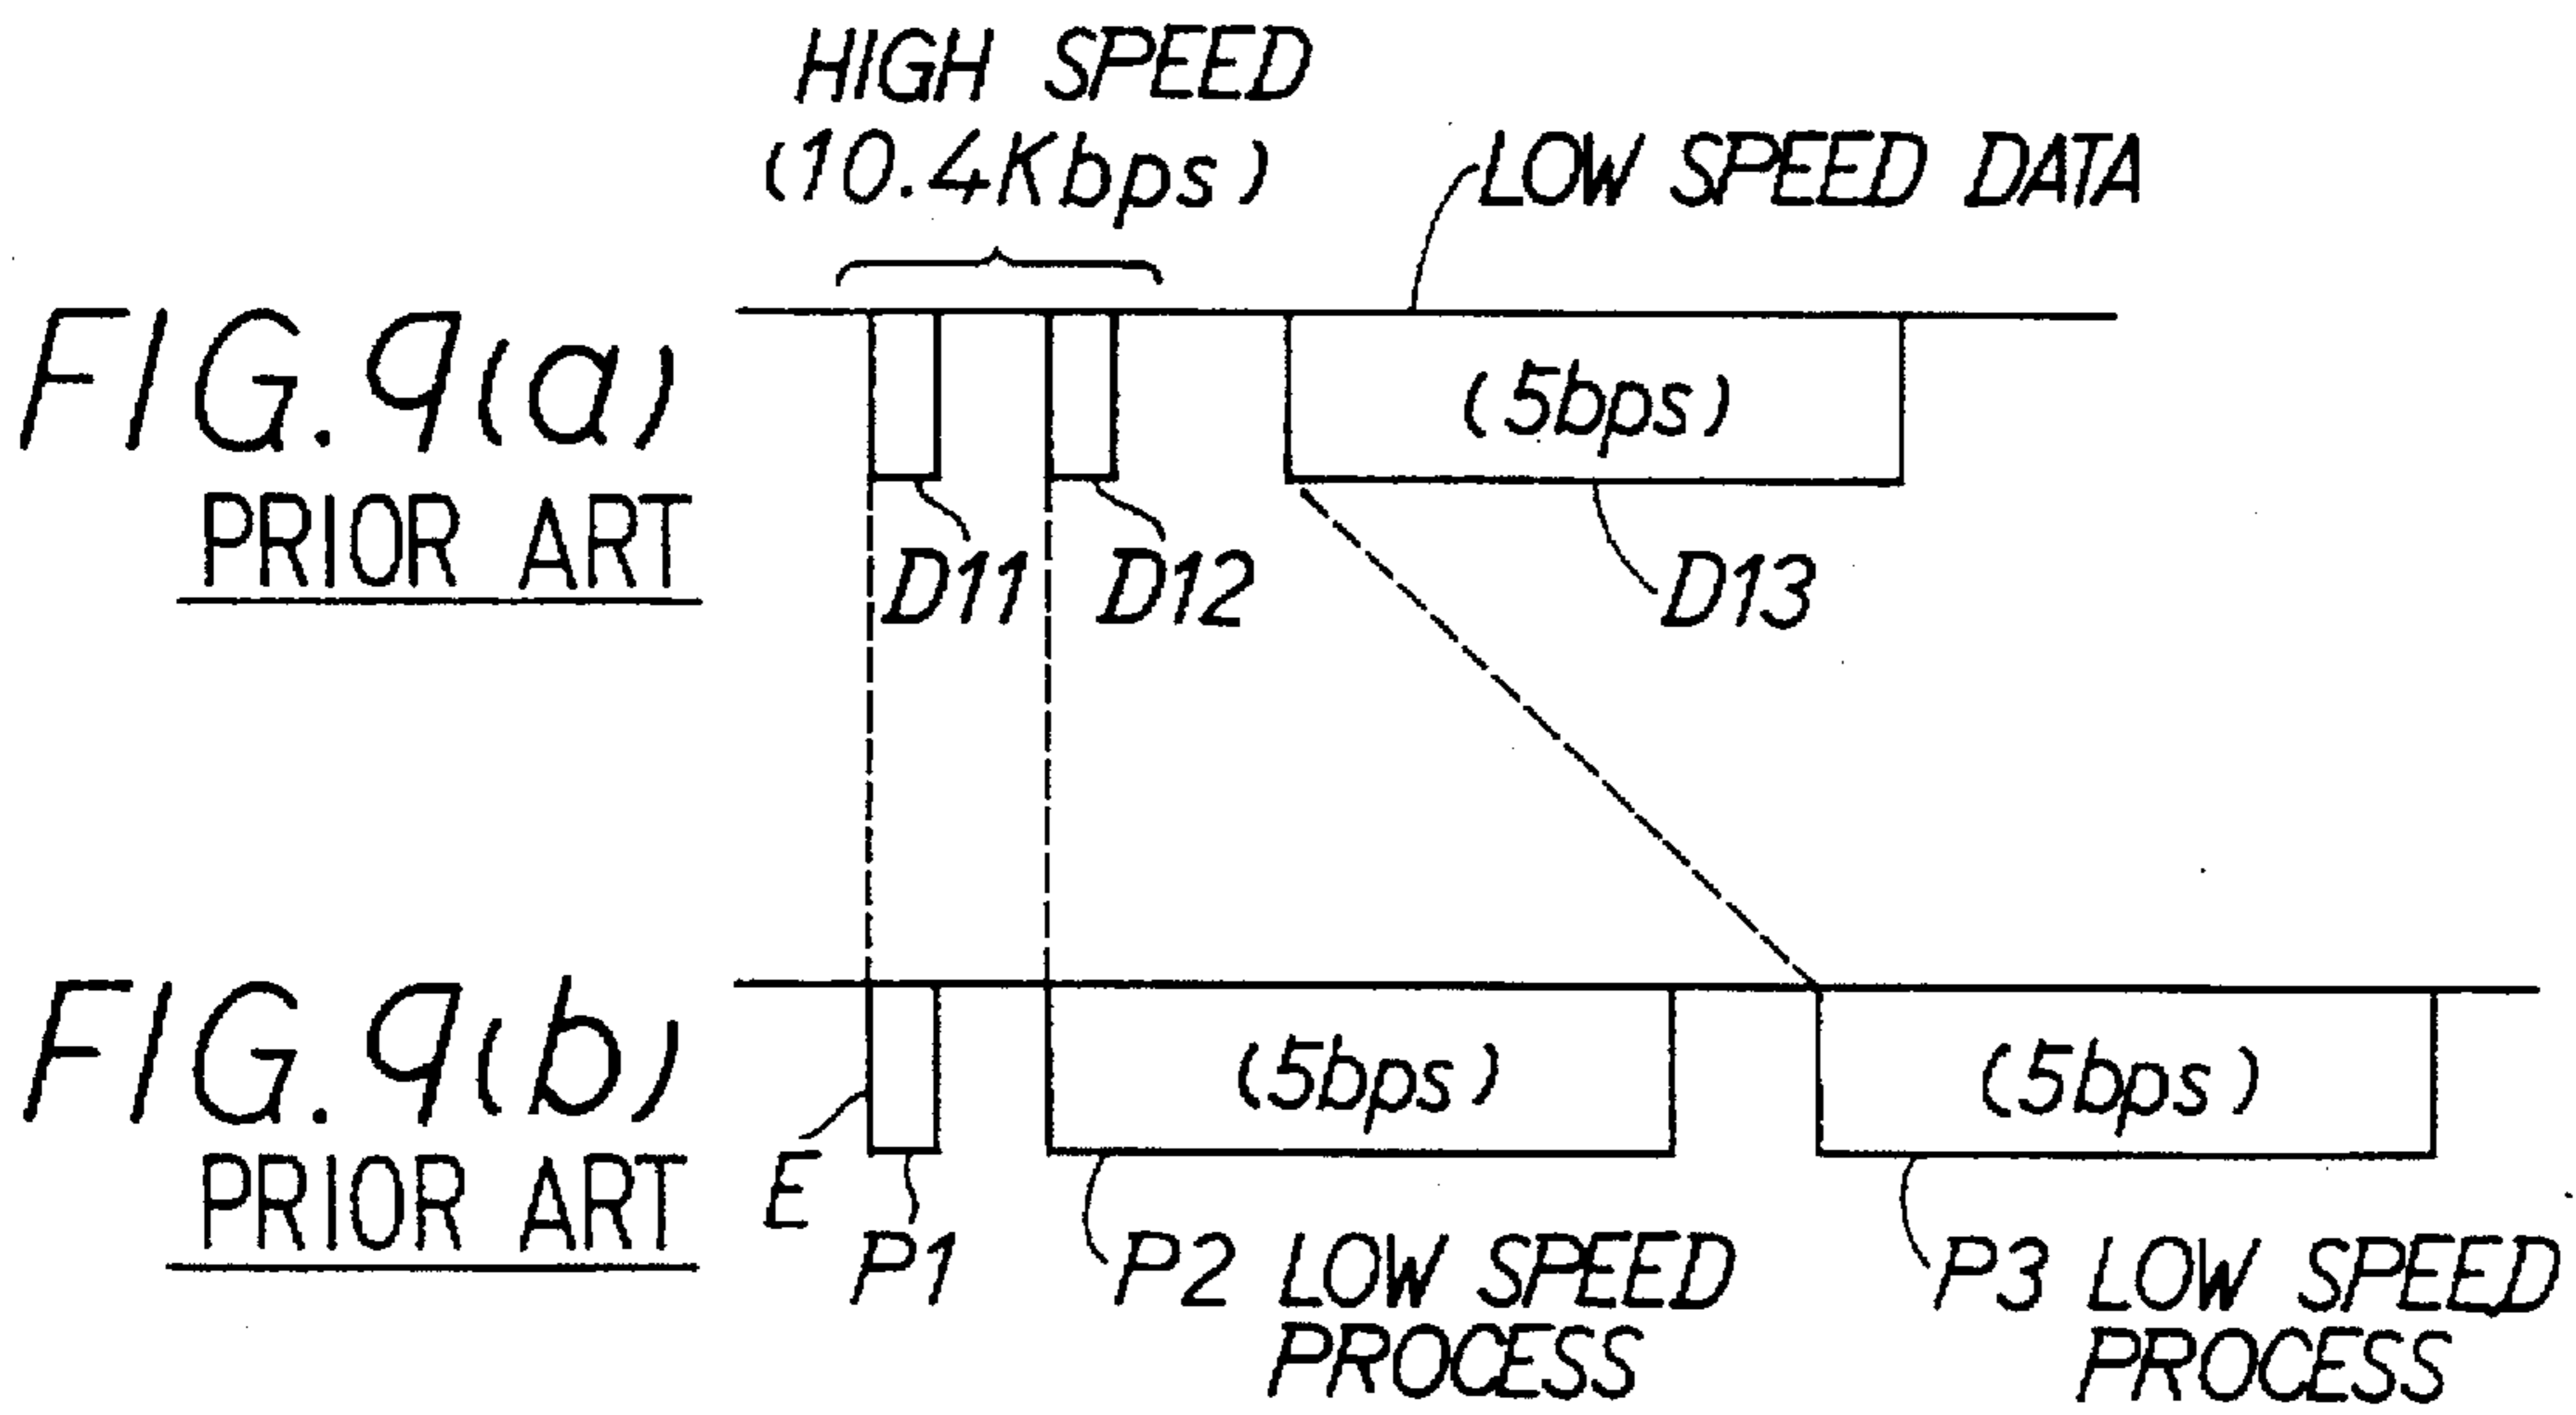 HIGH SPEED
(10.4Kbps)
LOW SPEED DATA
FIG. 9(a)
PRIOR ART
(5bps)
D11
D12
D13
FIG. 9(b)
PRIOR ART
(5bps)
(5bps)
E
P1
P2 LOW SPEED
PROCESS
P3 LOW SPEED
PROCESS